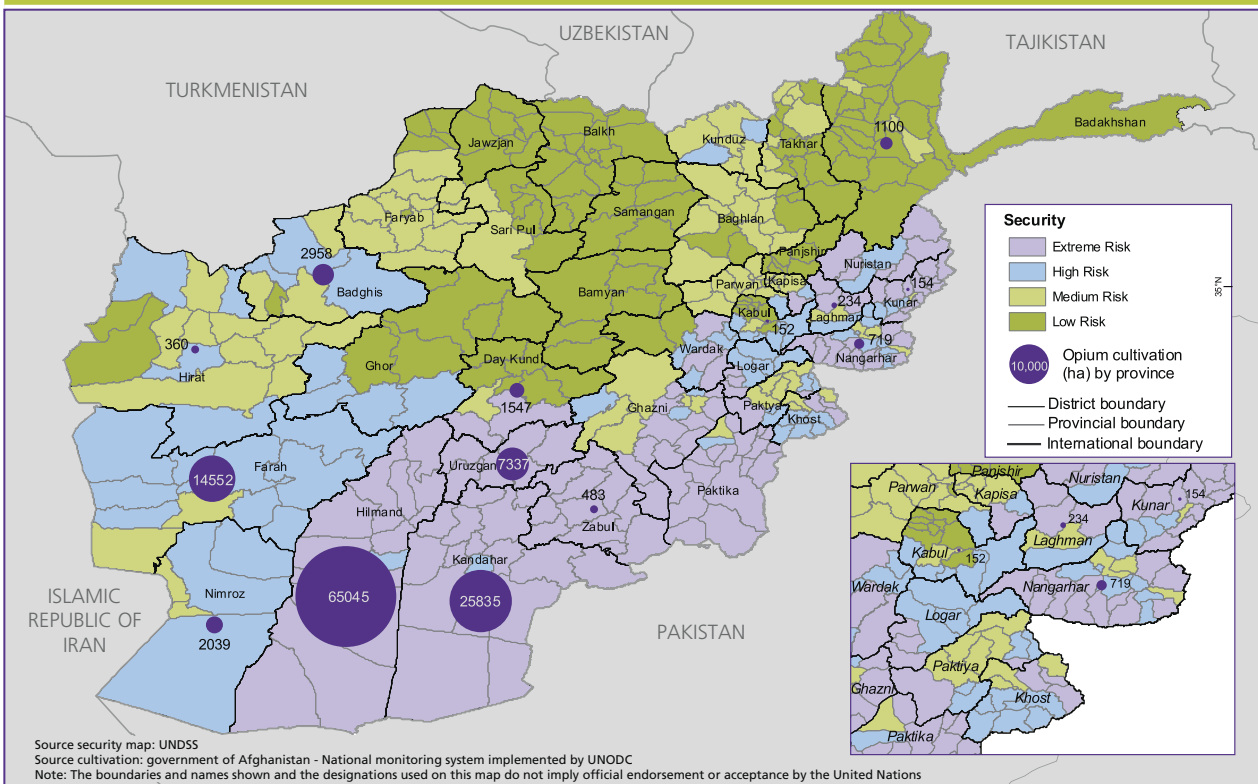 UZBEKISTAN
TAJIKISTAN
TURKMENISTAN
Badakhshan
1100
Balkh
Jawzjan
Kunduz
Takhar
Faryab
Sari Pul
Samangan
Baghlan
Panjshir
Nuristan
2958
Badghis
Bamyan
Parwan
Kapisa
154
Kunar
234
Laghman
Kabul
152
719
Nangarhar
360
Hirat
Ghor
Day Kundi
1547
Wardak
Logar
Ghazni
Paktya
Khost
14552
Farah
Uruzgan
7337
483
Zabul
Paktika
Hilmand
Kandahar
65045
25835
Nimroz
2039
ISLAMIC
REPUBLIC OF
IRAN
PAKISTAN
Security
Extreme Risk
High Risk
Medium Risk
Low Risk
10,000
Opium cultivation
(ha) by province
District boundary
Provincial boundary
International boundary
35°N
Panjshir
Parwan
Kapisa
Nuristan
Kunar
154
234
Laghman
Kabul
152
Wardak
Nangarhar
719
Logar
Paktiya
Ghazni
Khost
Paktika
Source security map: UNDSS
Source cultivation: government of Afghanistan - National monitoring system implemented by UNODC
Note: The boundaries and names shown and the designations used on this map do not imply official endorsement or acceptance by the United Nations